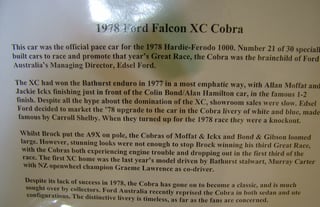 1978 Ford Falcon XC Cobra
This car was the official pace car for the 1978 Hardie-Ferodo 1000. Number 21 of 30 speciall
built cars to race and promote that year's Great Race, the Cobra was the brainchild of Ford
Australia's Managing Director, Edsel Ford.
The XC had won the Bathurst enduro in 1977 in a most emphatic way, with Allan Moffat and
Jackie Ickx finishing just in front of the Colin Bond/Alan Hamilton car, in the famous 1-2
finish. Despite all the hype about the domination of the XC, showroom sales were slow. Edsel
Ford decided to market the '78 upgrade to the car in the Cobra livery of white and blue, made
famous by Carroll Shelby. When they turned up for the 1978 race they were a knockout.
Whilst Brock put the A9X on pole, the Cobras of Moffat & Ickx and Bond & Gibson loomed
large. However, stunning looks were not enough to stop Brock winning his third Great Race,
with the Cobras both experiencing engine trouble and dropping out in the first third of the
race. The first XC home was the last year's model driven by Bathurst stalwart, Murray Carter
with NZ openwheel champion Graeme Lawrence as co-driver.
Despite its lack of success in 1978, the Cobra has gone on to become a classic, and is much
sought over by collectors. Ford Australia recently reprised the Cobra in both sedan and ute
configurations. The distinctive livery is timeless, as far as the fans are concerned.